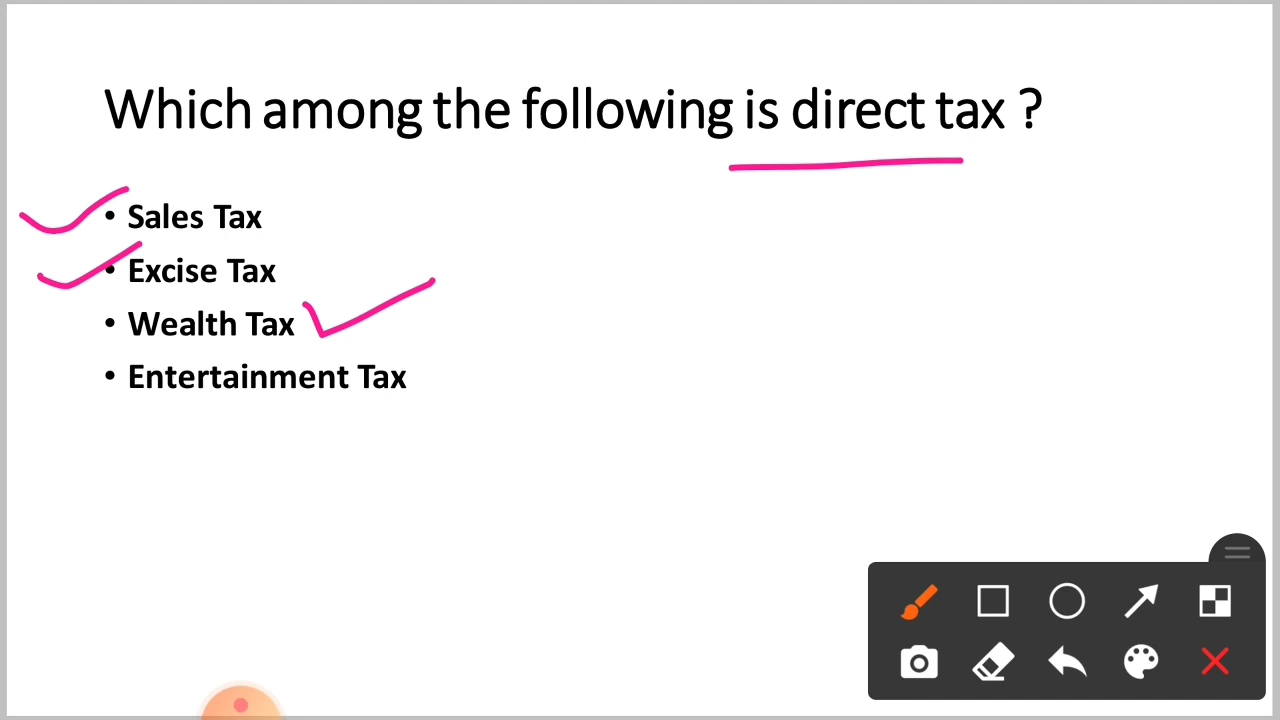 Which among the following is direct tax ?
• Sales Tax
• Excise Tax
• Wealth Tax
• Entertainment Tax